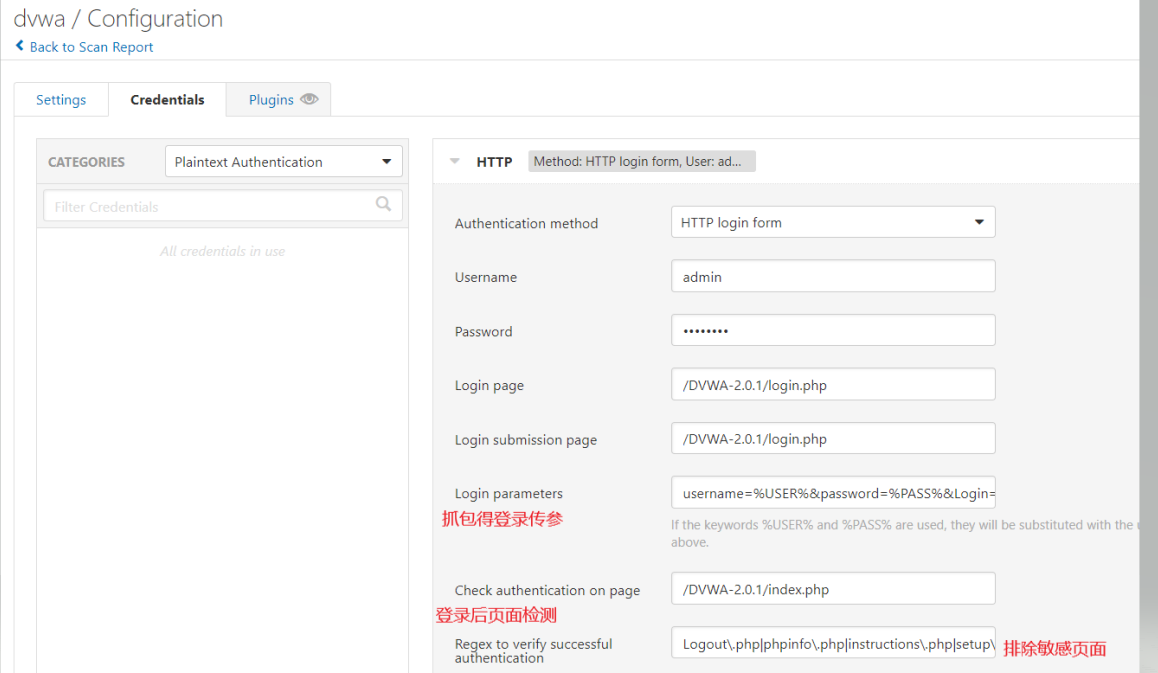 dvwa / Configuration
Back to Scan Report
Settings
Credentials
Plugins
CATEGORIES
Plaintext Authentication
Filter Credentials
All credentials in use
HTTP
Method: HTTP login form, User: ad...
Authentication method
HTTP login form
Username
admin
Password
••••••••
Login page
/DVWA-2.0.1/login.php
Login submission page
/DVWA-2.0.1/login.php
Login parameters
username=%USER%&password=%PASS%&Login=
抓包得登录传参
If the keywords %USER% and %PASS% are used, they will be substituted with the
above.
Check authentication on page
/DVWA-2.0.1/index.php
登录后页面检测
Regex to verify successful
authentication
Logout\.php|phpinfo\.php|instructions\.php|setup\
排除敏感页面